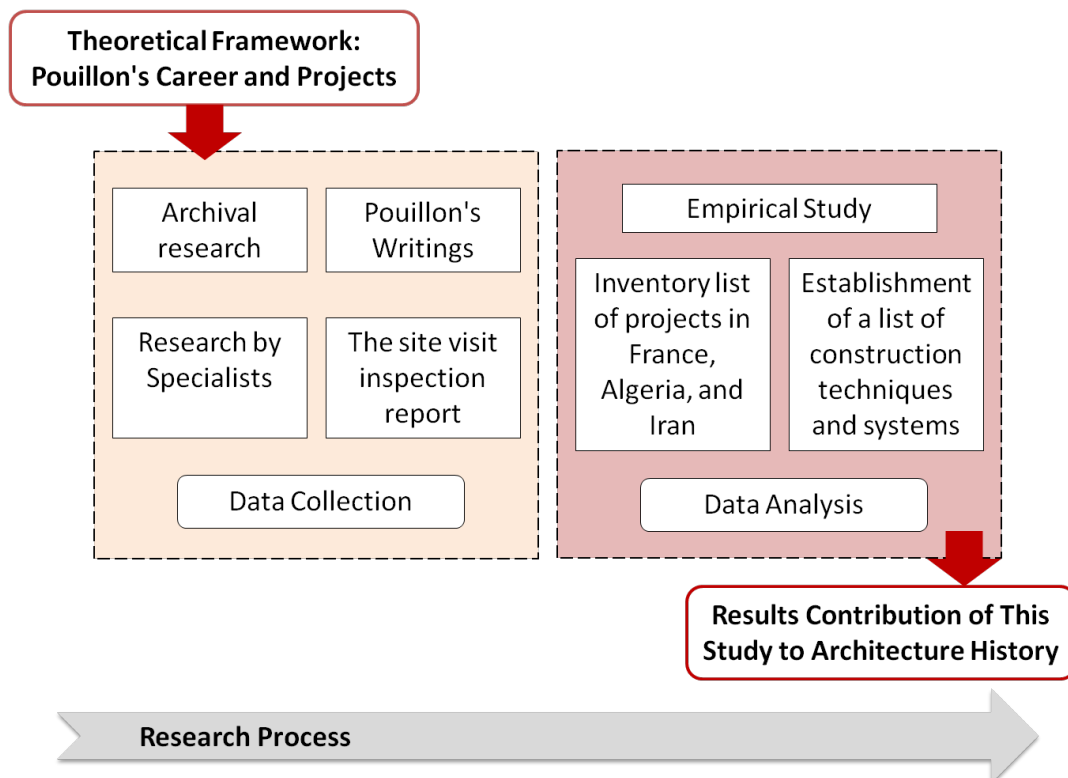 Theoretical Framework:
Pouillon's Career and Projects
Archival
research
Pouillon's
Writings
Research by
Specialists
The site visit
inspection
report
Data Collection
Empirical Study
Inventory list
of projects in
France,
Algeria, and
Iran
Establishment
of a list of
construction
techniques
and systems
Data Analysis
Results Contribution of This
Study to Architecture History
Research Process